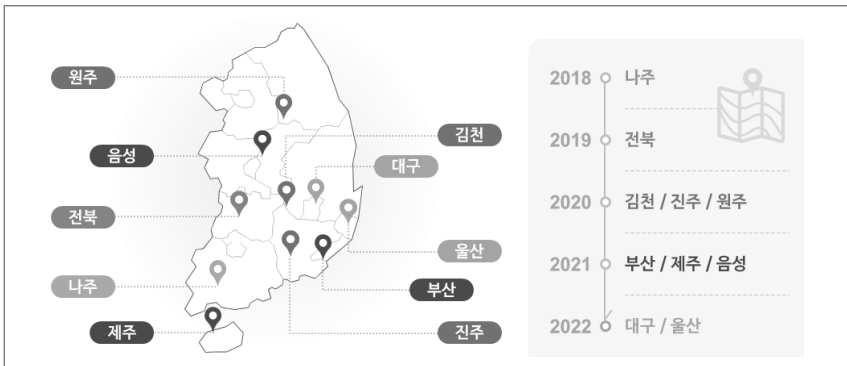 원주
음성
전북
나주
제주
김천
대구
울산
부산
진주
2018 나주
2019 전북
2020 김천 / 진주 / 원주
2021 부산 / 제주 / 음성
2022 대구 / 울산